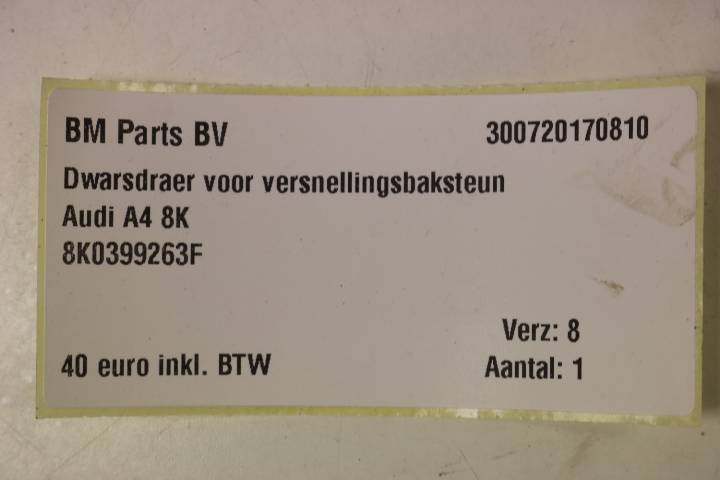 BM Parts BV 300720170810
Dwarsdraer voor versnellingsbaksteun
Audi A4 8K
8K0399263F
Verz: 8
40 euro inkl. BTW Aantal: 1